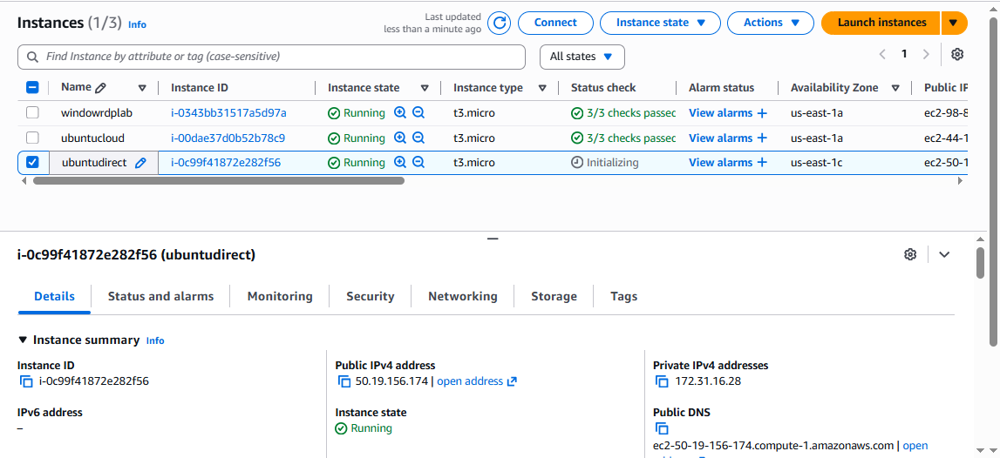 Instances (1/3) Info
Last updated
less than a minute ago
Connect
Instance state
Actions
Launch instances
Find Instance by attribute or tag (case-sensitive)
All states
1
Name Instance ID Instance state Instance type Status check Alarm status Availability Zone Public IP
windowrdplab i-0343bb31517a5d97a Running t3.micro 3/3 checks passed View alarms + us-east-1a ec2-98-8
ubuntucloud i-00dae37d0b52b78c9 Running t3.micro 3/3 checks passed View alarms + us-east-1a ec2-44-1
ubuntudirect i-0c99f41872e282f56 Running t3.micro Initializing View alarms + us-east-1c ec2-50-1
i-0c99f41872e282f56 (ubuntudirect)
Details Status and alarms Monitoring Security Networking Storage Tags
Instance summary Info
Instance ID
i-0c99f41872e282f56
Public IPv4 address
50.19.156.174 | open address
Private IPv4 addresses
172.31.16.28
IPv6 address
–
Instance state
Running
Public DNS
ec2-50-19-156-174.compute-1.amazonaws.com | open